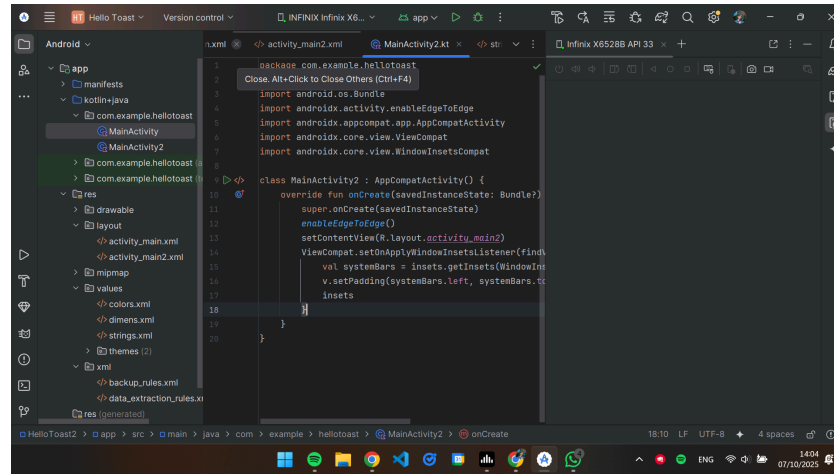 HT Hello Toast Version control INFINIX Infinix X6... app
Android
n.xml activity_main2.xml MainActivity2.kt
Infinix X6528B API 33
app
manifests
kotlin+java
com.example.hellotoast
MainActivity
MainActivity2
com.example.hellotoast
com.example.hellotoast
res
drawable
layout
activity_main.xml
activity_main2.xml
mipmap
values
colors.xml
dimens.xml
strings.xml
themes (2)
xml
backup_rules.xml
data_extraction_rules.x
res (generated)
1 package com.example.hellotoast
2
Close. Alt+Click to Close Others (Ctrl+F4)
3 import android.os.Bundle
4 import androidx.activity.enableEdgeToEdge
5 import androidx.appcompat.app.AppCompatActivity
6 import androidx.core.view.ViewCompat
7 import androidx.core.view.WindowInsetsCompat
8
9 class MainActivity2 : AppCompatActivity() {
10 override fun onCreate(savedInstanceState: Bundle?)
11 super.onCreate(savedInstanceState)
12 enableEdgeToEdge()
13 setContentView(R.layout.activity_main2)
14 ViewCompat.setOnApplyWindowInsetsListener(findV
15 val systemBars = insets.getInsets(WindowIns
16 v.setPadding(systemBars.left, systemBars.to
17 insets
18 }
19 }
20 }
HelloToast2 > app > src > main > java > com > example > hellotoast > MainActivity2 > onCreate 18:10 LF UTF-8 4 spaces
ENG 14:04
07/10/2025